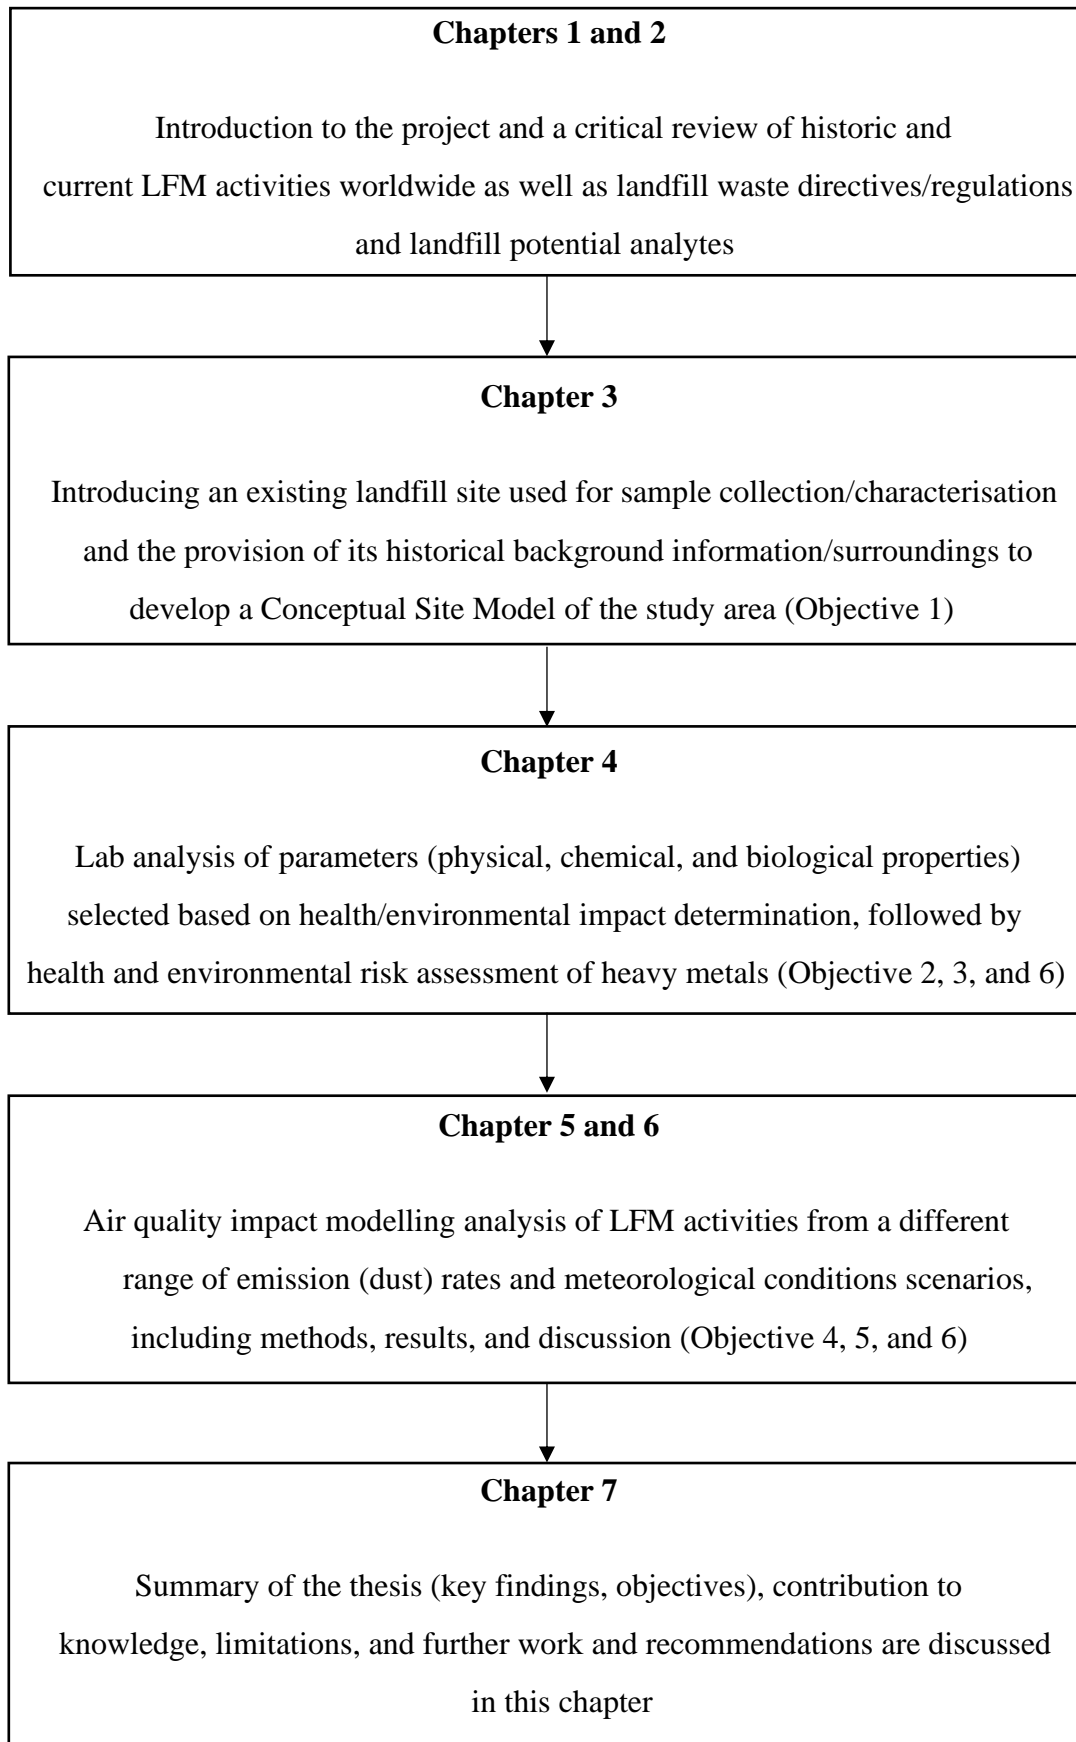 Chapters 1 and 2
Introduction to the project and a critical review of historic and
current LFM activities worldwide as well as landfill waste directives/regulations
and landfill potential analytes
Chapter 3
Introducing an existing landfill site used for sample collection/characterisation
and the provision of its historical background information/surroundings to
develop a Conceptual Site Model of the study area (Objective 1)
Chapter 4
Lab analysis of parameters (physical, chemical, and biological properties)
selected based on health/environmental impact determination, followed by
health and environmental risk assessment of heavy metals (Objective 2, 3, and 6)
Chapter 5 and 6
Air quality impact modelling analysis of LFM activities from a different
range of emission (dust) rates and meteorological conditions scenarios,
including methods, results, and discussion (Objective 4, 5, and 6)
Chapter 7
Summary of the thesis (key findings, objectives), contribution to
knowledge, limitations, and further work and recommendations are discussed
in this chapter